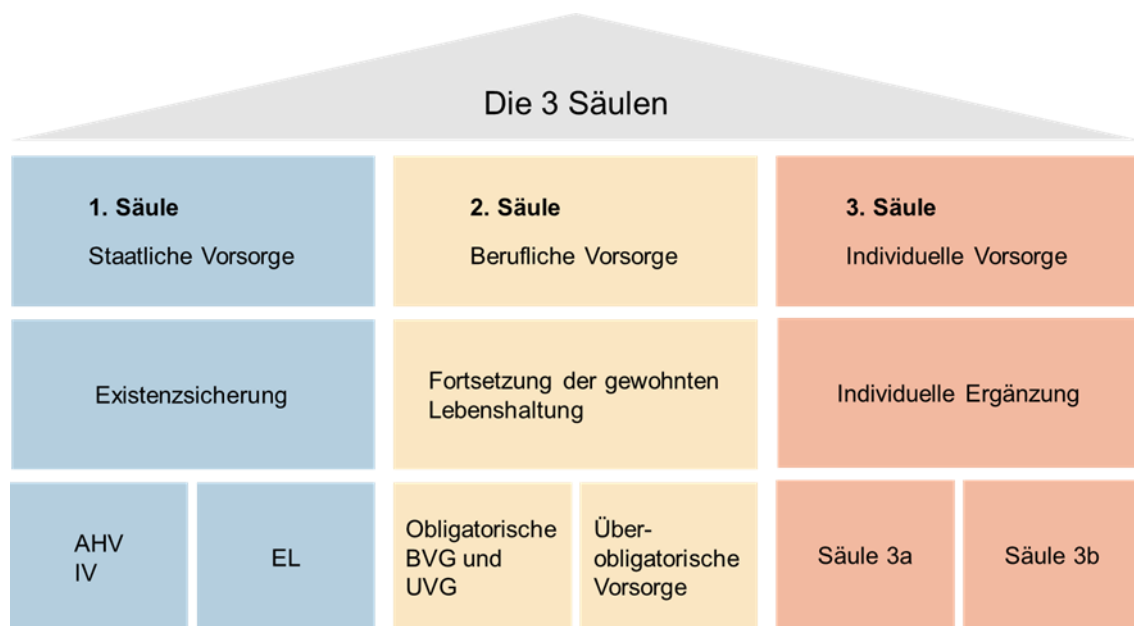 Die 3 Säulen
1. Säule
Staatliche Vorsorge
2. Säule
Berufliche Vorsorge
3. Säule
Individuelle Vorsorge
Existenzsicherung
Fortsetzung der gewohnten
Lebenshaltung
Individuelle Ergänzung
AHV
IV
EL
Obligatorische
BVG und
UVG
Über-
obligatorische
Vorsorge
Säule 3a
Säule 3b